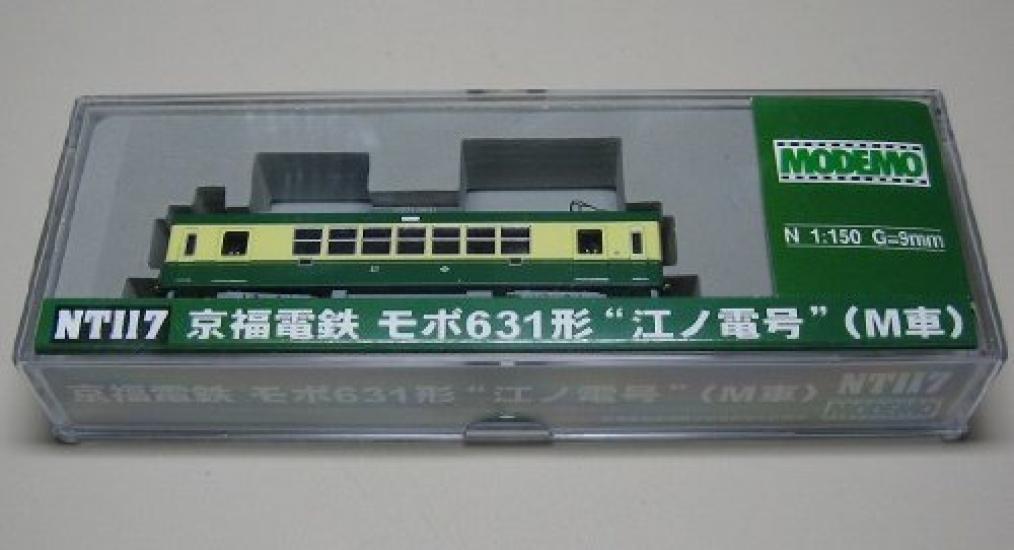 MODEMO
N 1:150 G=9mm
NT117 京福電鉄 モボ631形 “江ノ電号” (M車)
京福電鉄 モボ631形 “江ノ電号” (M車) NT117
MODEMO